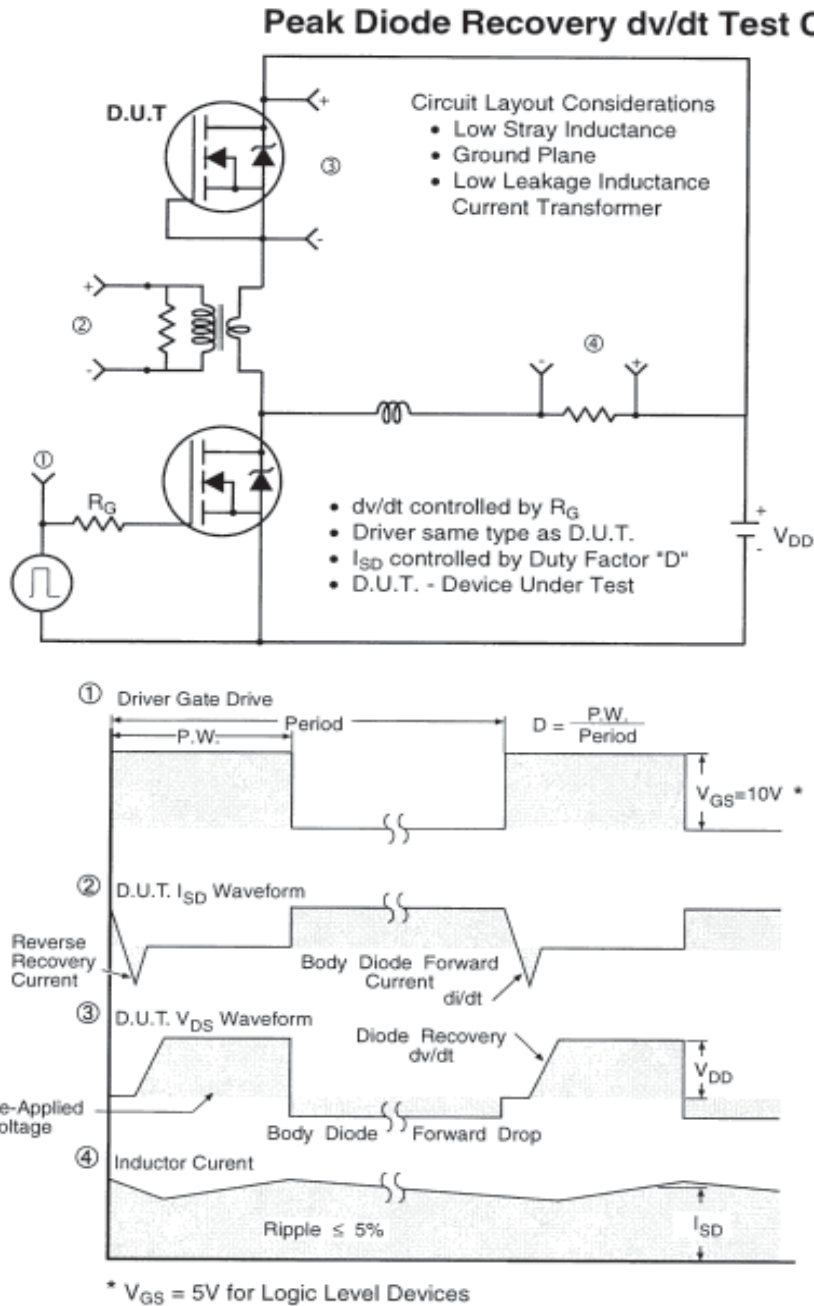 Peak Diode Recovery dv/dt Test C
D.U.T
+
③
-
Circuit Layout Considerations
• Low Stray Inductance
• Ground Plane
• Low Leakage Inductance
Current Transformer
+
②
-
④
- +
①
RG
• dv/dt controlled by RG
• Driver same type as D.U.T.
• ISD controlled by Duty Factor "D"
• D.U.T. - Device Under Test
+
VDD
-
① Driver Gate Drive
Period
P.W.
D = P.W.
Period
VGS=10V *
② D.U.T. ISD Waveform
Reverse
Recovery
Current
Body Diode Forward
Current
di/dt
③ D.U.T. VDS Waveform
Diode Recovery
dv/dt
VDD
e-Applied
oltage
Body Diode Forward Drop
④ Inductor Curent
Ripple ≤ 5%
ISD
* VGS = 5V for Logic Level Devices